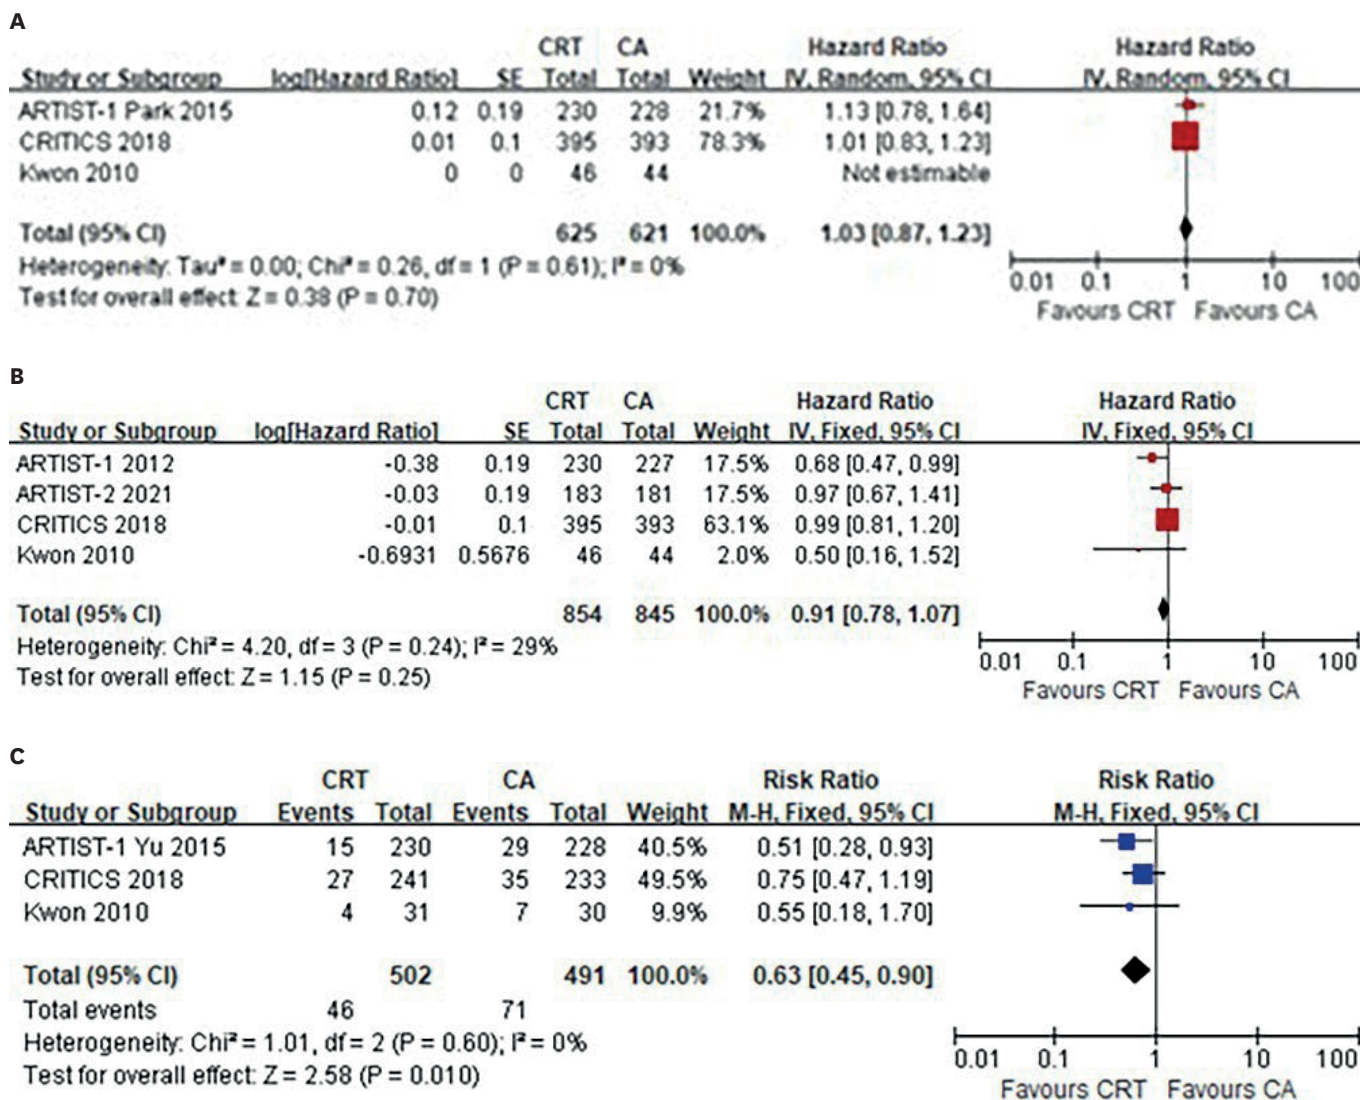 A
CRT CA Hazard Ratio Hazard Ratio
Study or Subgroup log[Hazard Ratio] SE Total Total Weight IV, Random, 95% CI IV, Random, 95% CI
ARTIST-1 Park 2015 0.12 0.19 230 228 21.7% 1.13 [0.78, 1.64]
CRITICS 2018 0.01 0.1 395 393 78.3% 1.01 [0.83, 1.23]
Kwon 2010 0 0 46 44 Not estimable
Total (95% CI) 625 621 100.0% 1.03 [0.87, 1.23]
Heterogeneity: Tau² = 0.00; Chi² = 0.26, df = 1 (P = 0.61); I² = 0%
Test for overall effect: Z = 0.38 (P = 0.70)
0.01 0.1 1 10 100
Favours CRT Favours CA
B
CRT CA Hazard Ratio Hazard Ratio
Study or Subgroup log[Hazard Ratio] SE Total Total Weight IV, Fixed, 95% CI IV, Fixed, 95% CI
ARTIST-1 2012 -0.38 0.19 230 227 17.5% 0.68 [0.47, 0.99]
ARTIST-2 2021 -0.03 0.19 183 181 17.5% 0.97 [0.67, 1.41]
CRITICS 2018 -0.01 0.1 395 393 63.1% 0.99 [0.81, 1.20]
Kwon 2010 -0.6931 0.5676 46 44 2.0% 0.50 [0.16, 1.52]
Total (95% CI) 854 845 100.0% 0.91 [0.78, 1.07]
Heterogeneity: Chi² = 4.20, df = 3 (P = 0.24); I² = 29%
Test for overall effect: Z = 1.15 (P = 0.25)
0.01 0.1 1 10 100
Favours CRT Favours CA
C
CRT CA Risk Ratio Risk Ratio
Study or Subgroup Events Total Events Total Weight M-H, Fixed, 95% CI M-H, Fixed, 95% CI
ARTIST-1 Yu 2015 15 230 29 228 40.5% 0.51 [0.28, 0.93]
CRITICS 2018 27 241 35 233 49.5% 0.75 [0.47, 1.19]
Kwon 2010 4 31 7 30 9.9% 0.55 [0.18, 1.70]
Total (95% CI) 502 491 100.0% 0.63 [0.45, 0.90]
Total events 46 71
Heterogeneity: Chi² = 1.01, df = 2 (P = 0.60); I² = 0%
Test for overall effect: Z = 2.58 (P = 0.010)
0.01 0.1 1 10 100
Favours CRT Favours CA